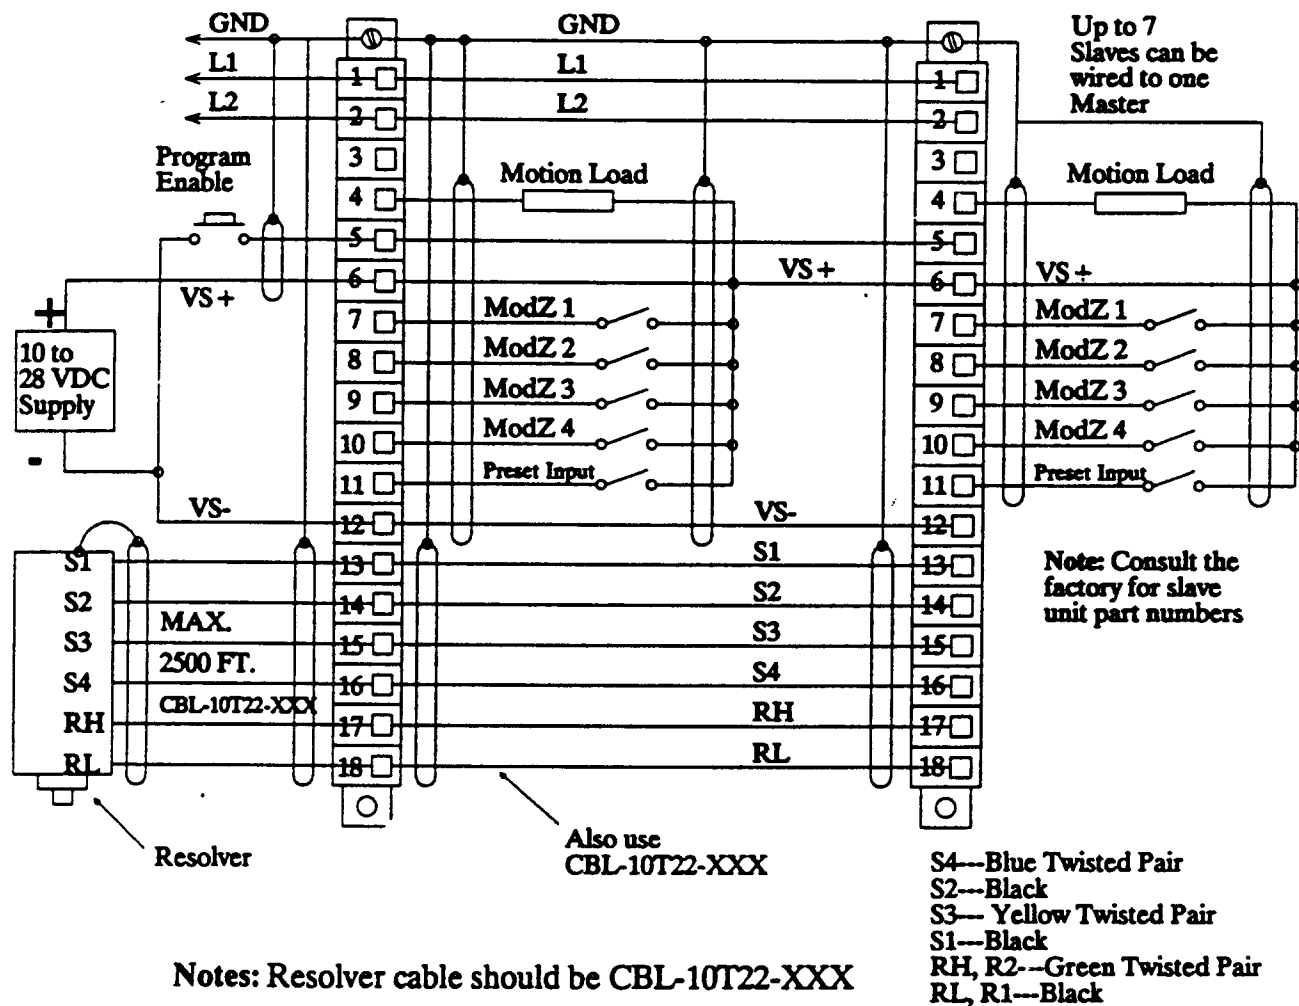 GND
GND
Up to 7
Slaves can be
wired to one
Master
L1
L1
L2
L2
1
2
3
4
5
6
7
8
9
10
11
12
13
14
15
16
17
18
1
2
3
4
5
6
7
8
9
10
11
12
13
14
15
16
17
18
Program
Enable
Motion Load
Motion Load
VS +
VS +
VS +
+
10 to
28 VDC
Supply
-
ModZ 1
ModZ 2
ModZ 3
ModZ 4
Preset Input
ModZ 1
ModZ 2
ModZ 3
ModZ 4
Preset Input
VS-
VS-
S1
S2
S3
S4
RH
RL
MAX.
2500 FT.
CBL-10T22-XXX
S1
S2
S3
S4
RH
RL
Note: Consult the
factory for slave
unit part numbers
Resolver
Also use
CBL-10T22-XXX
S4---Blue Twisted Pair
S2---Black
S3--- Yellow Twisted Pair
S1---Black
RH, R2---Green Twisted Pair
RL, R1---Black
Notes: Resolver cable should be CBL-10T22-XXX